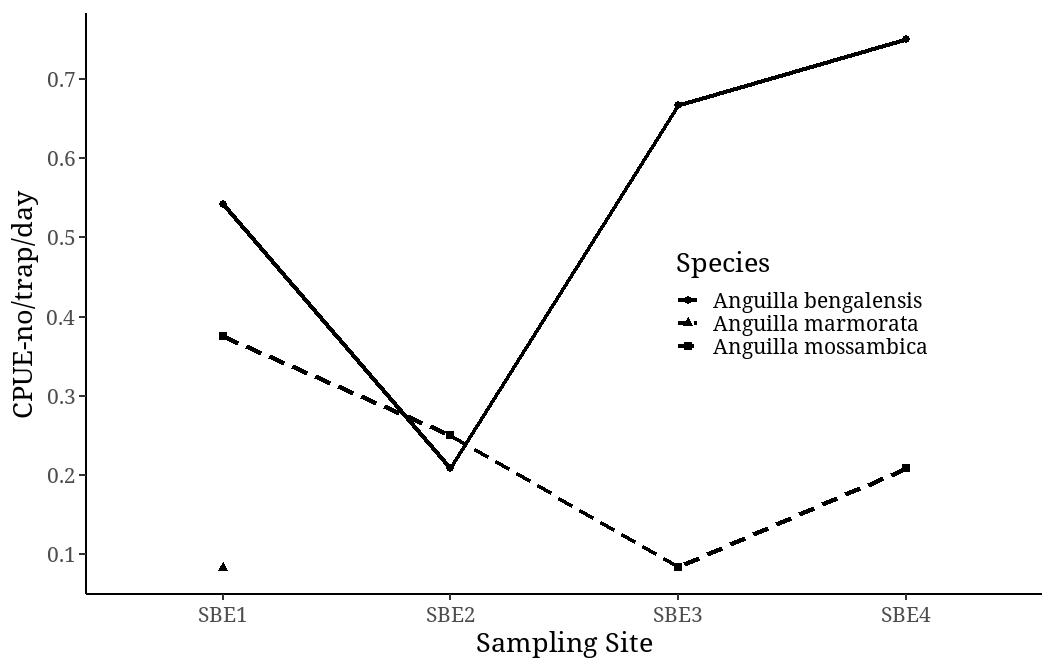 CPUE-no/trap/day
0.7
0.6
0.5
0.4
0.3
0.2
0.1
Species
Anguilla bengalensis
Anguilla marmorata
Anguilla mossambica
SBE1 SBE2 SBE3 SBE4
Sampling Site